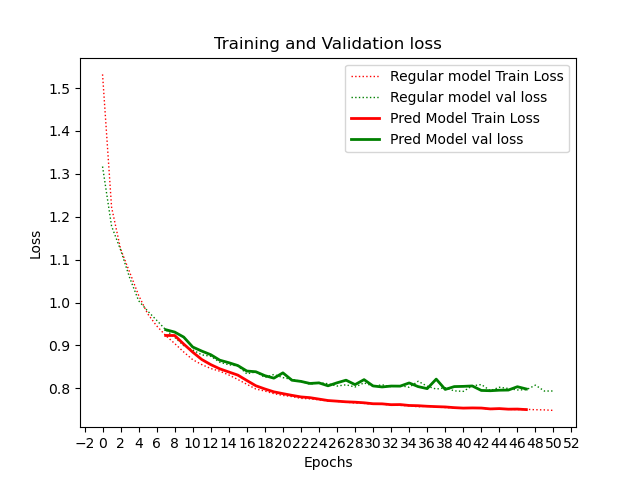 Training and Validation loss
Regular model Train Loss
Regular model val loss
Pred Model Train Loss
Pred Model val loss
1.5
1.4
1.3
1.2
1.1
1.0
0.9
0.8
Loss
−2 0 2 4 6 8 10 12 14 16 18 20 22 24 26 28 30 32 34 36 38 40 42 44 46 48 50 52
Epochs